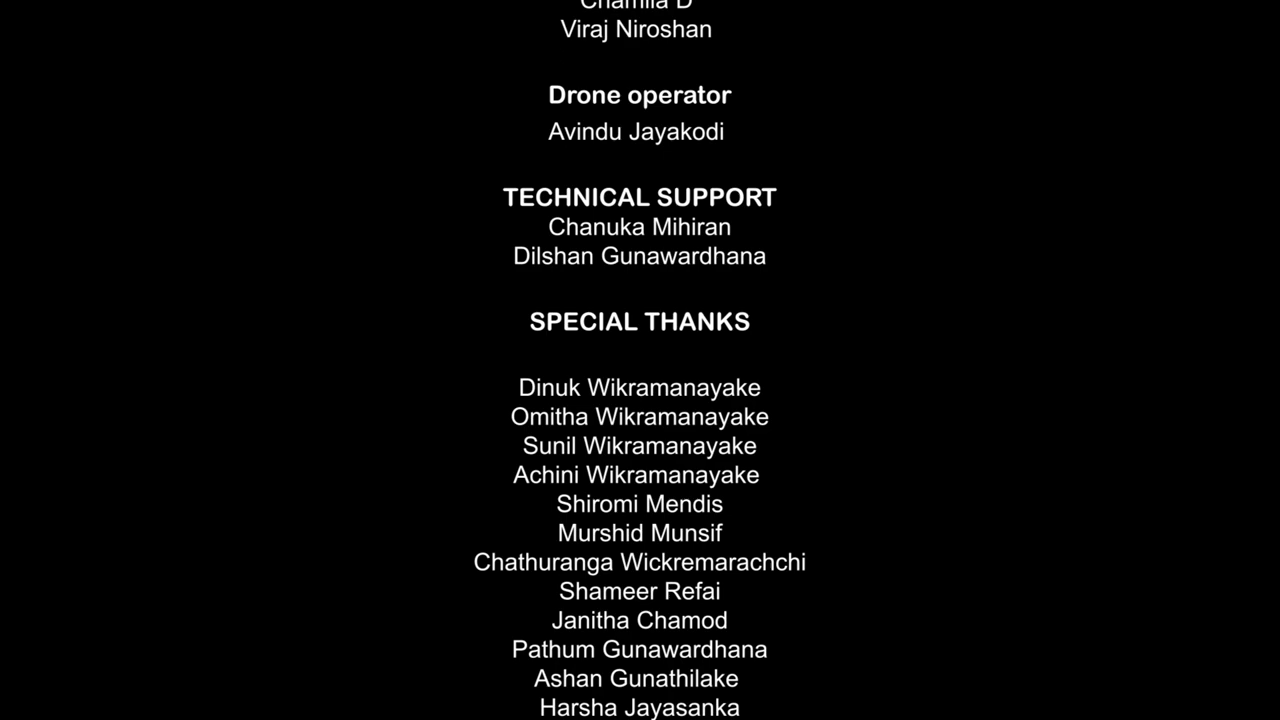 Chamila D
Viraj Niroshan
Drone operator
Avindu Jayakodi
TECHNICAL SUPPORT
Chanuka Mihiran
Dilshan Gunawardhana
SPECIAL THANKS
Dinuk Wikramanayake
Omitha Wikramanayake
Sunil Wikramanayake
Achini Wikramanayake
Shiromi Mendis
Murshid Munsif
Chathuranga Wickremarachchi
Shameer Refai
Janitha Chamod
Pathum Gunawardhana
Ashan Gunathilake
Harsha Jayasanka